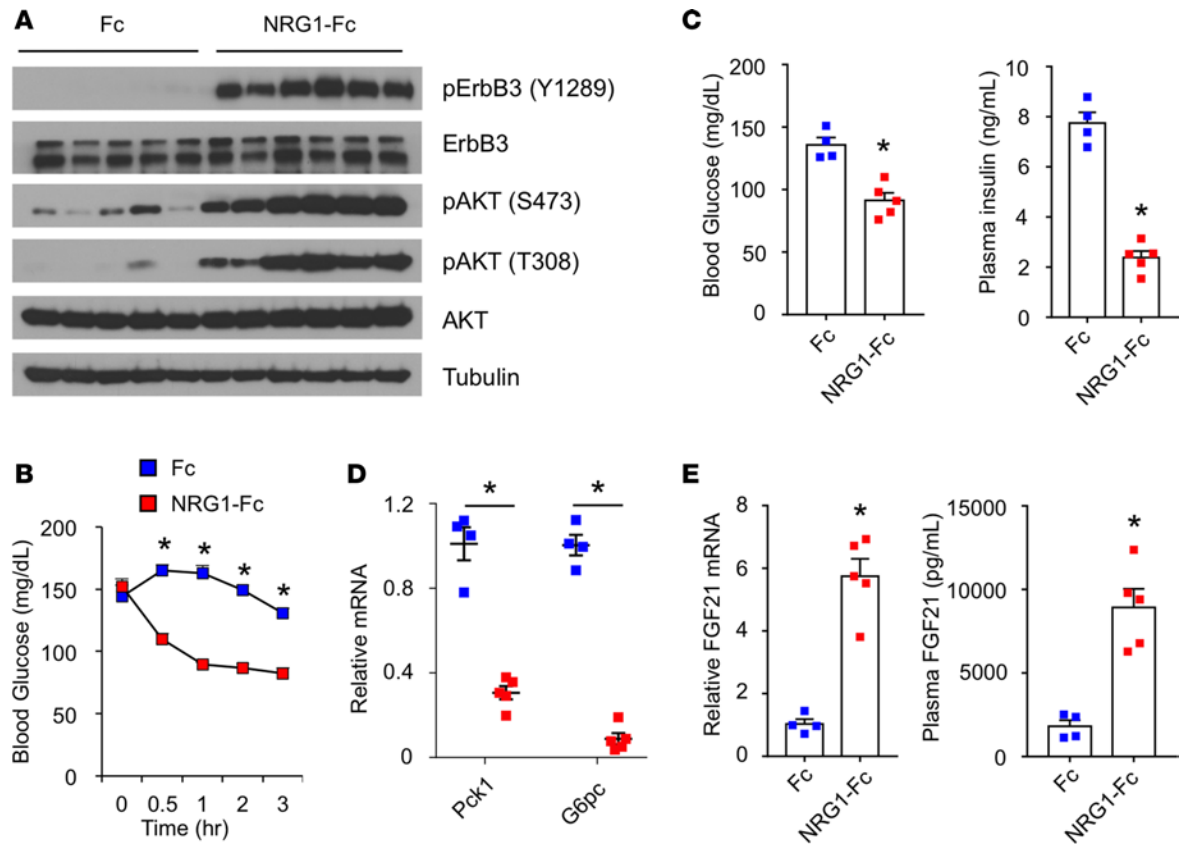 A
Fc NRG1-Fc
pErbB3 (Y1289)
ErbB3
pAKT (S473)
pAKT (T308)
AKT
Tubulin
B
Fc
NRG1-Fc
Blood Glucose (mg/dL)
200
150
100
50
0
* * * *
0 0.5 1 2 3
Time (hr)
C
Blood Glucose (mg/dL)
200
150
100
50
0
*
Fc NRG1-Fc
Plasma insulin (ng/mL)
10
8
6
4
2
0
*
Fc NRG1-Fc
D
Relative mRNA
1.2
0.8
0.4
0
* *
Pck1 G6pc
E
Relative FGF21 mRNA
8
6
4
2
0
*
Fc NRG1-Fc
Plasma FGF21 (pg/mL)
15000
10000
5000
0
*
Fc NRG1-Fc